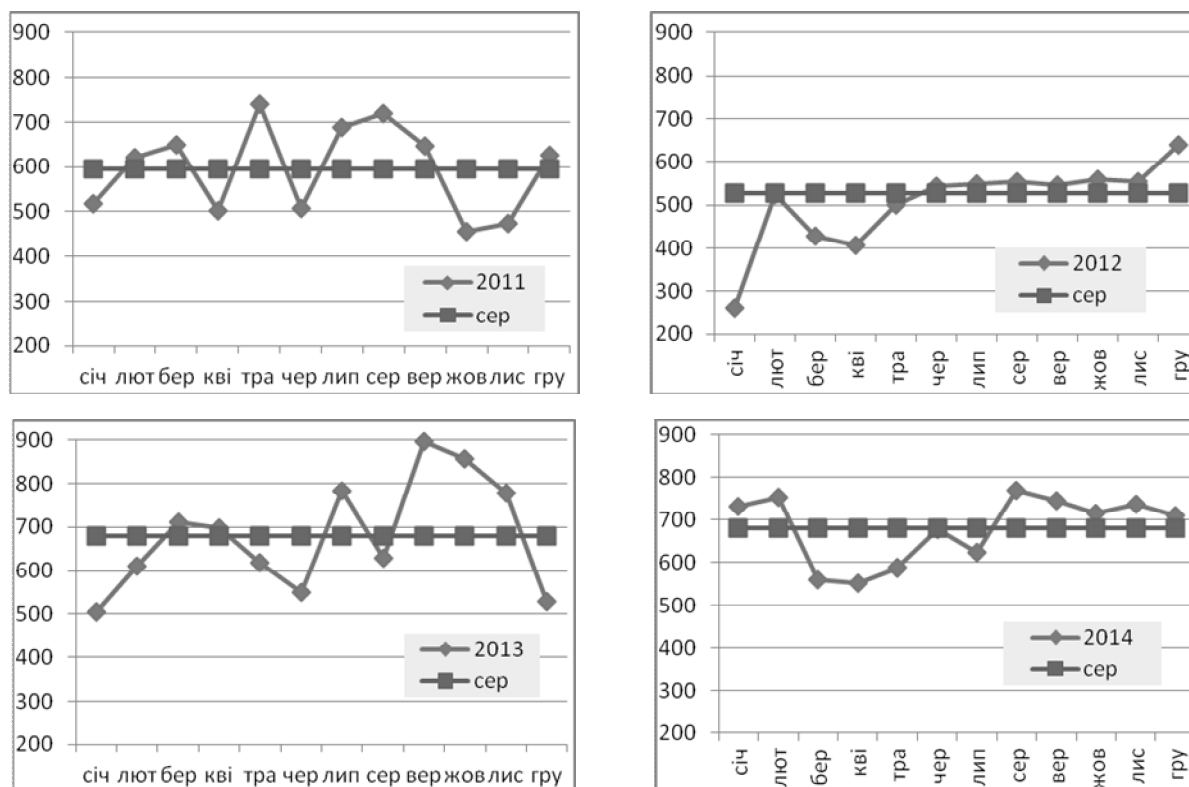 900
800
700
600
500
400
300
200
2011
сер
січ лют бер кві тра чер лип сер вер жов лис гру
900
800
700
600
500
400
300
200
2012
сер
січ
лют
бер
кві
тра
чер
лип
сер
вер
жов
лис
гру
900
800
700
600
500
400
300
200
2013
сер
січ лют бер кві тра чер лип сер вер жов лис гру
900
800
700
600
500
400
300
200
2014
сер
січ
лют
бер
кві
тра
чер
лип
сер
вер
жов
лис
гру